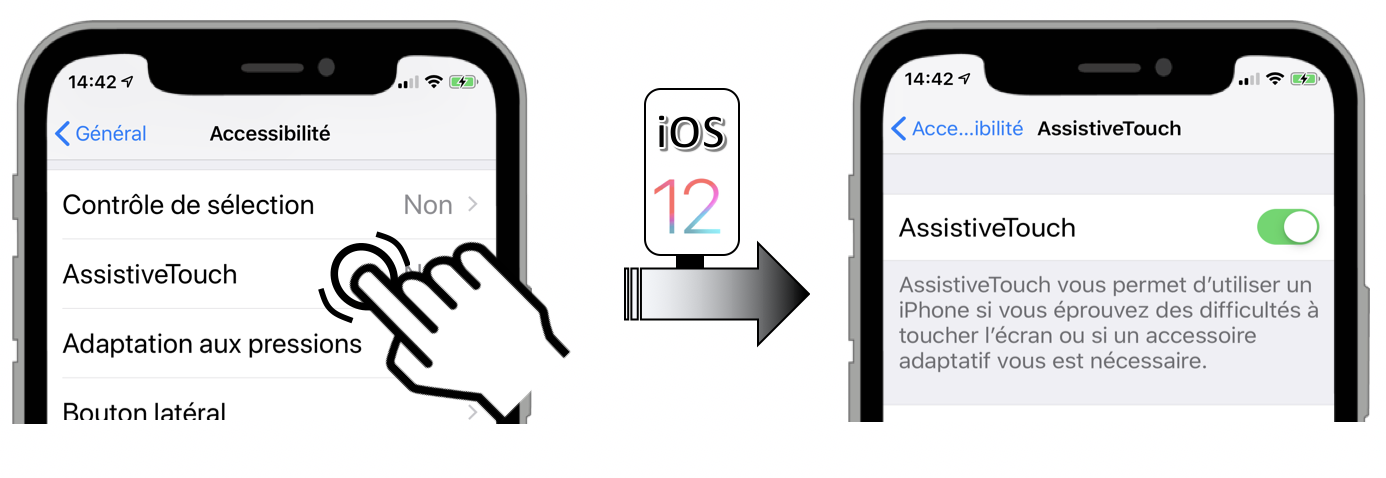 14:42
Général
Accessibilité
Contrôle de sélection
Non
AssistiveTouch
Adaptation aux pressions
Bouton latéral
iOS
12
14:42
Acce...ibilité
AssistiveTouch
AssistiveTouch
AssistiveTouch vous permet d’utiliser un
iPhone si vous éprouvez des difficultés à
toucher l’écran ou si un accessoire
adaptatif vous est nécessaire.